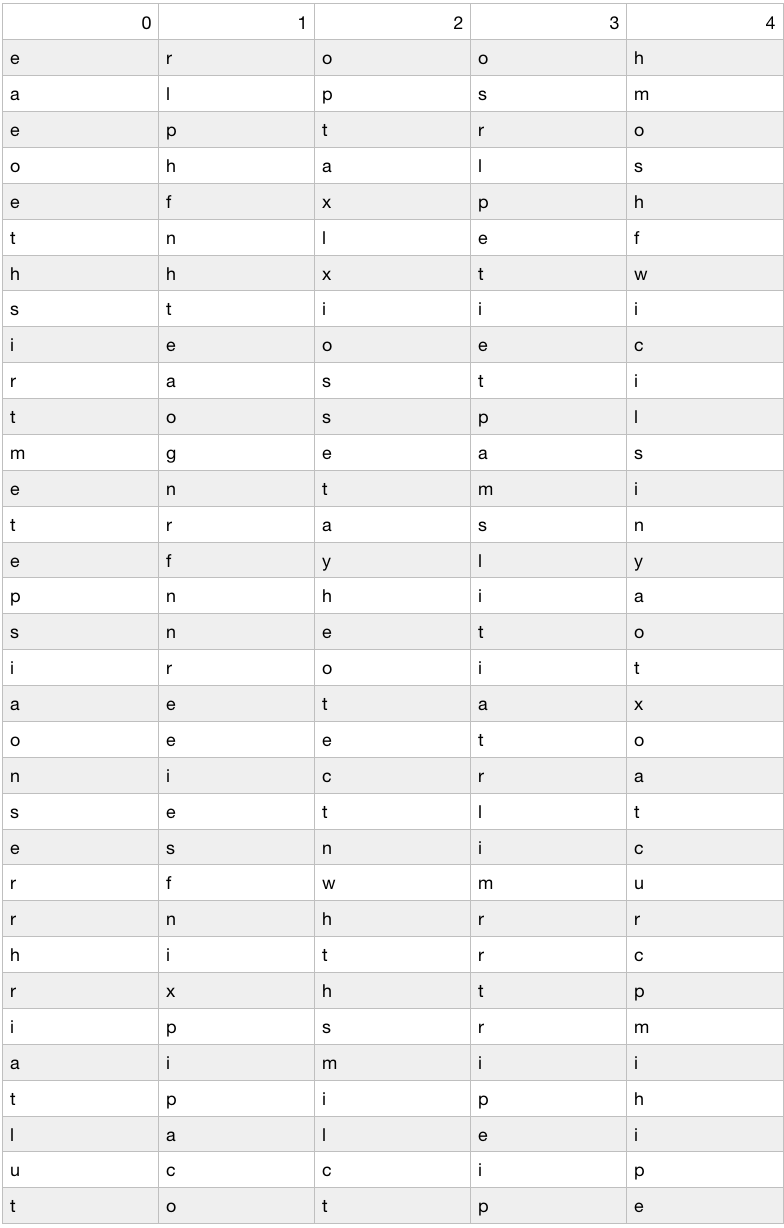 0 1 2 3 4
e r o o h
a l p s m
e p t r o
o h a l s
e f x p h
t n l e f
h h x t w
s t i i i
i e o e c
r a s t i
t o s p l
m g e a s
e n t m i
t r a s n
e f y l y
p n h i a
s n e t o
i r o i t
a e t a x
o e e t o
n i c r a
s e t l t
e s n i c
r f w m u
r n h r r
h i t r c
r x h t p
i p s r m
a i m i i
t p i p h
l a l e i
u c c i p
t o t p e